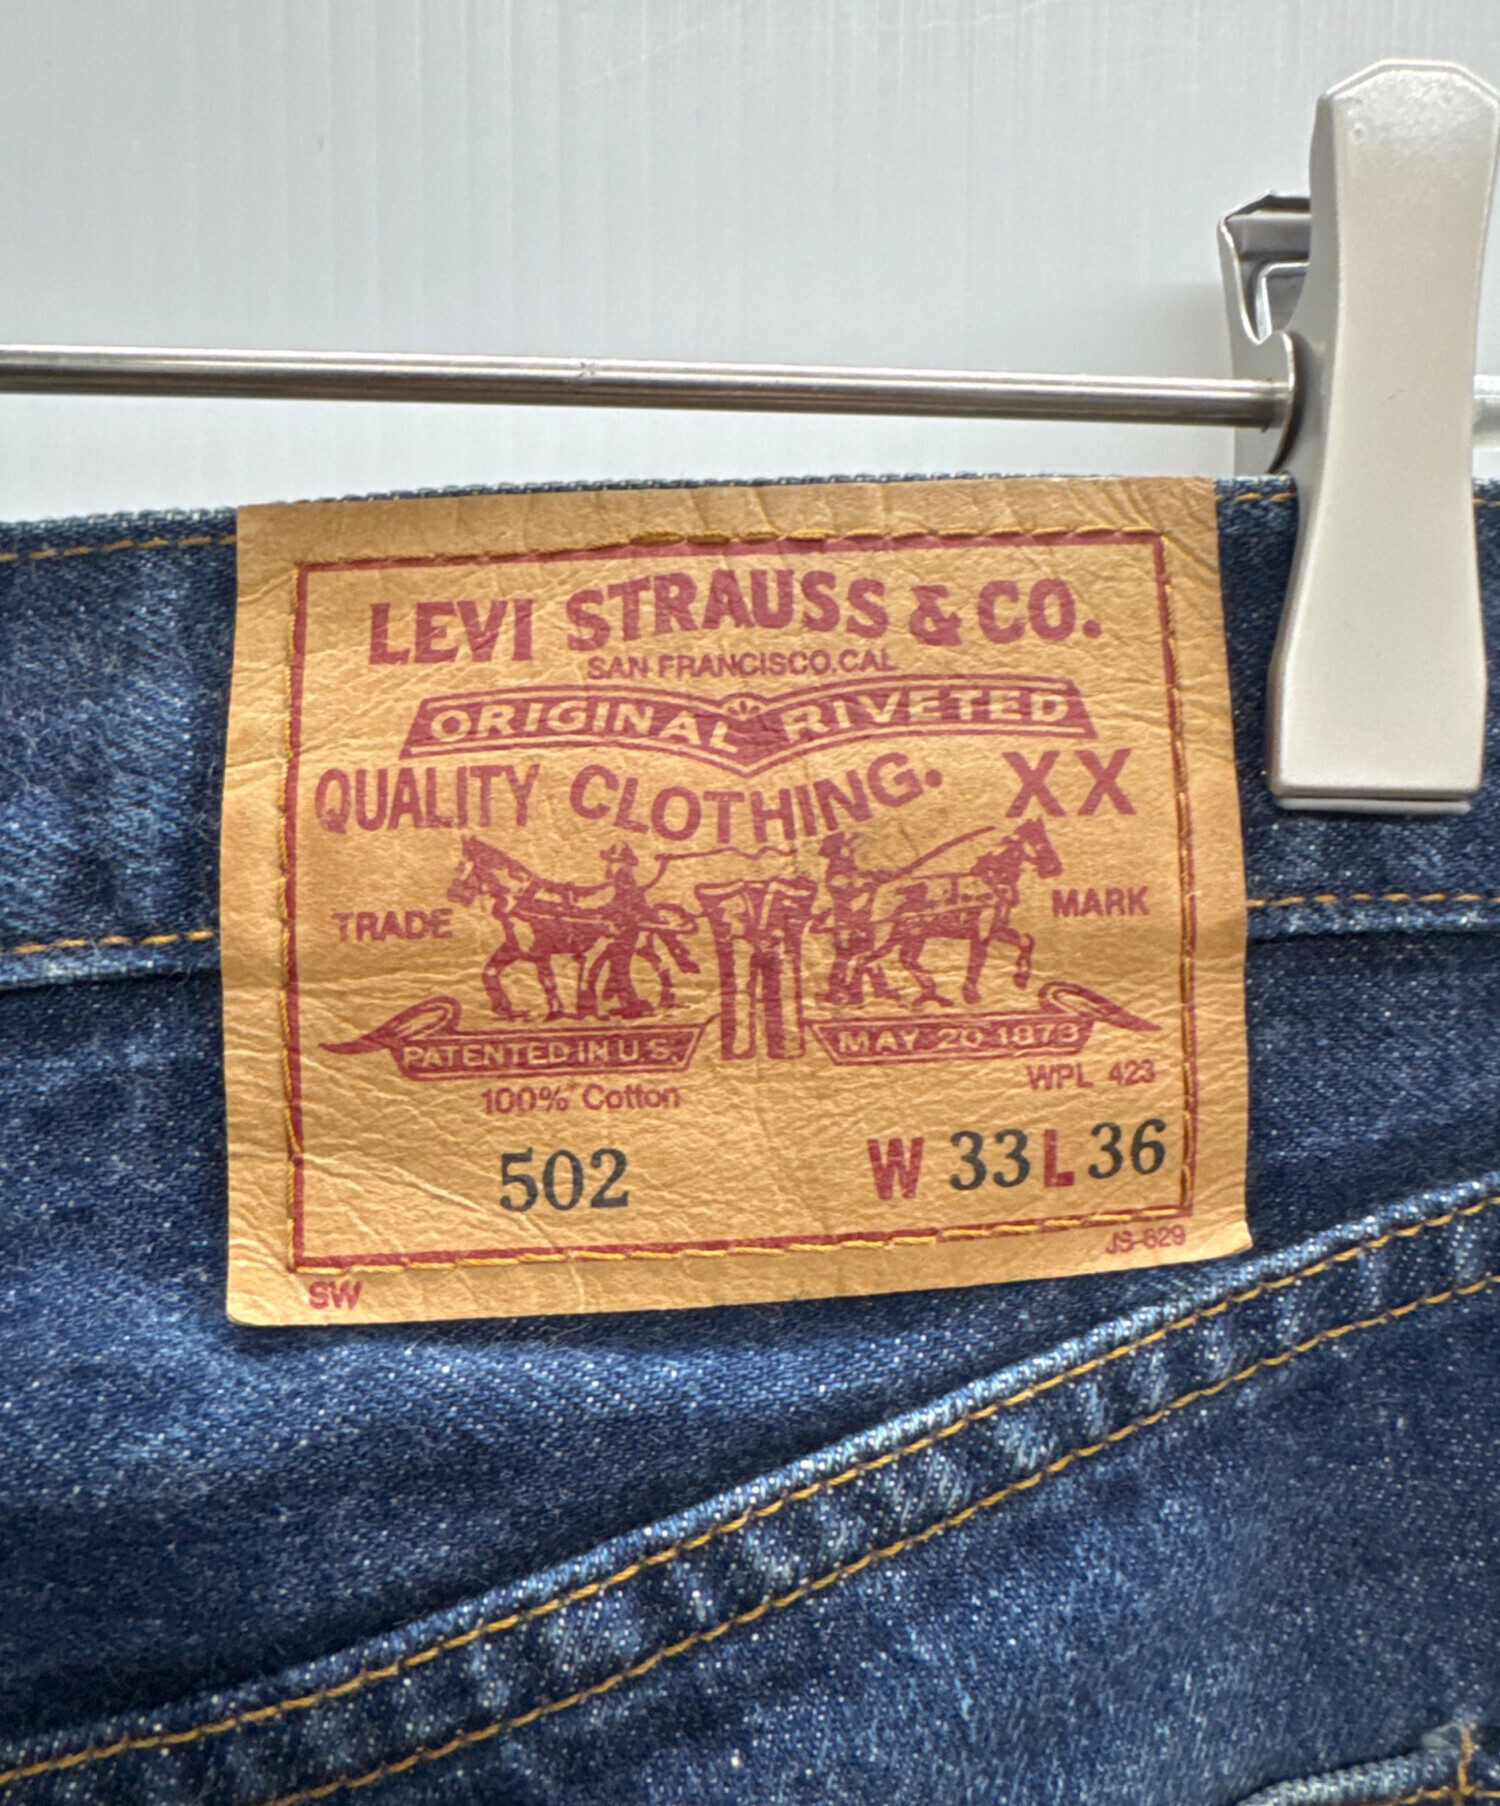 LEVI STRAUSS & CO.
SAN FRANCISCO.CAL
ORIGINAL RIVETED
QUALITY CLOTHING. XX
TRADE MARK
PATENTED IN U.S. MAY 20 1873
WPL 423
100% Cotton
502 W 33 L 36
JS-629
SW